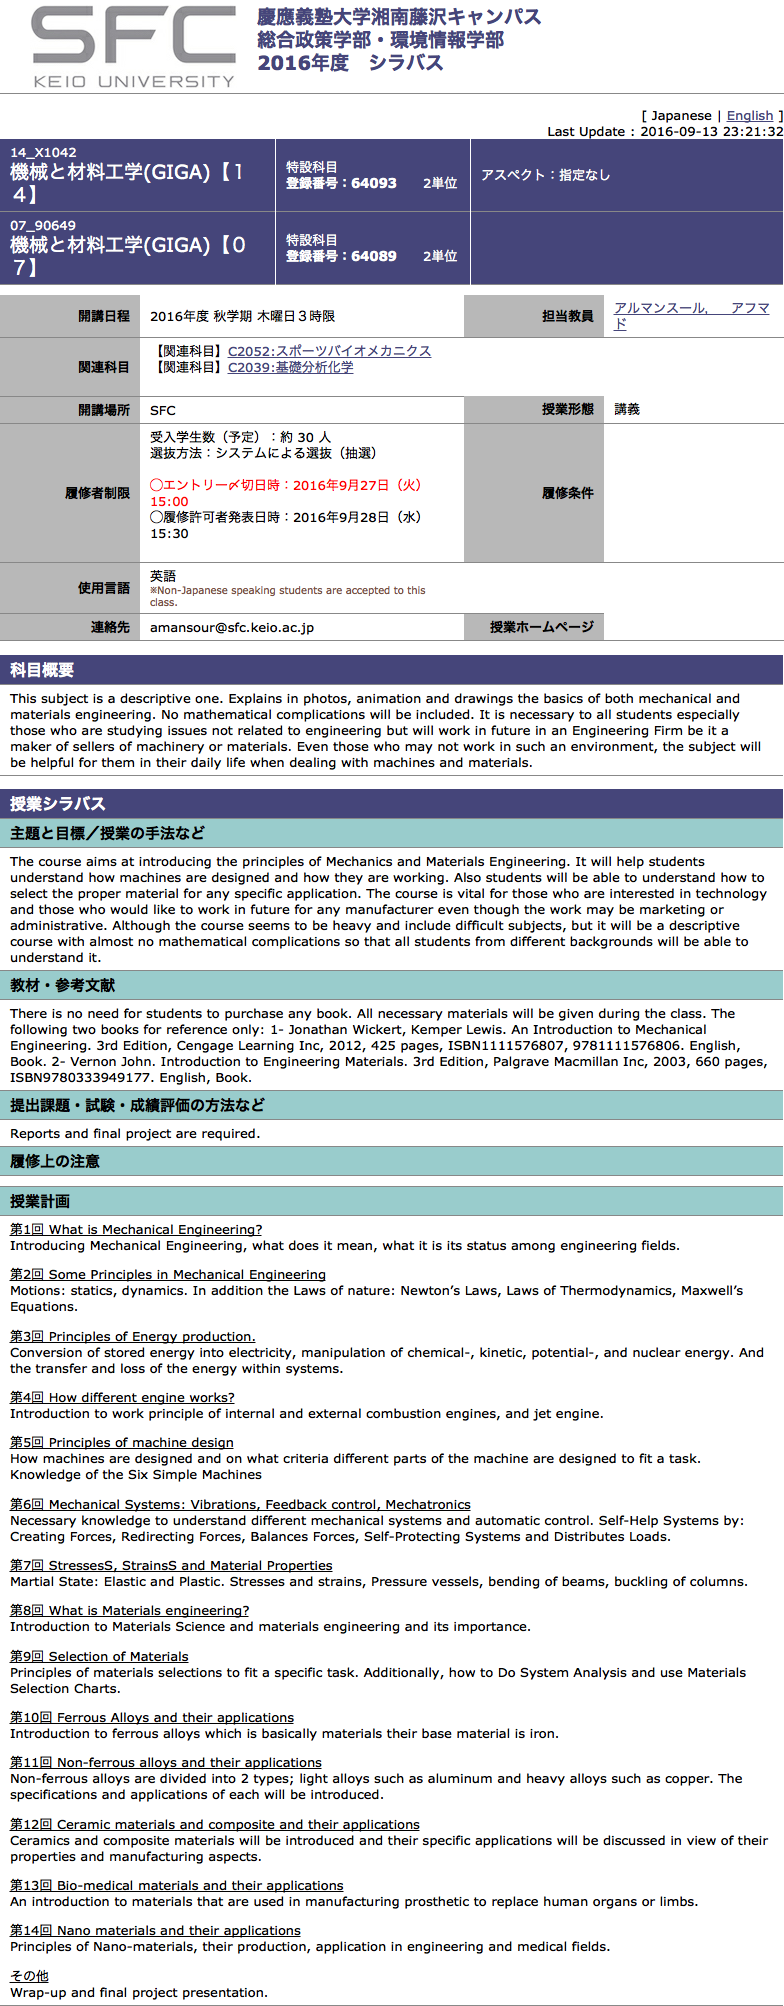 SFC
KEIO UNIVERSITY
慶應義塾大学湘南藤沢キャンパス
総合政策学部・環境情報学部
2016年度　シラバス
[ Japanese | English ]
Last Update : 2016-09-13 23:21:32
14_X1042
機械と材料工学(GIGA)【１
４】
特設科目
登録番号：64093　　2単位
アスペクト：指定なし
07_90649
機械と材料工学(GIGA)【０
７】
特設科目
登録番号：64089　　2単位
開講日程
2016年度 秋学期 木曜日３時限
担当教員
アルマンスール,　　アフマ
ド
関連科目
【関連科目】C2052:スポーツバイオメカニクス
【関連科目】C2039:基礎分析化学
開講場所
SFC
授業形態
講義
履修者制限
受入学生数（予定）：約 30 人
選抜方法：システムによる選抜（抽選）
◯エントリー〆切日時：2016年9月27日（火）
15:00
◯履修許可者発表日時：2016年9月28日（水）
15:30
履修条件
使用言語
英語
※Non-Japanese speaking students are accepted to this
class.
連絡先
amansour@sfc.keio.ac.jp
授業ホームページ
科目概要
This subject is a descriptive one. Explains in photos, animation and drawings the basics of both mechanical and
materials engineering. No mathematical complications will be included. It is necessary to all students especially
those who are studying issues not related to engineering but will work in future in an Engineering Firm be it a
maker of sellers of machinery or materials. Even those who may not work in such an environment, the subject will
be helpful for them in their daily life when dealing with machines and materials.
授業シラバス
主題と目標／授業の手法など
The course aims at introducing the principles of Mechanics and Materials Engineering. It will help students
understand how machines are designed and how they are working. Also students will be able to understand how to
select the proper material for any specific application. The course is vital for those who are interested in technology
and those who would like to work in future for any manufacturer even though the work may be marketing or
administrative. Although the course seems to be heavy and include difficult subjects, but it will be a descriptive
course with almost no mathematical complications so that all students from different backgrounds will be able to
understand it.
教材・参考文献
There is no need for students to purchase any book. All necessary materials will be given during the class. The
following two books for reference only: 1- Jonathan Wickert, Kemper Lewis. An Introduction to Mechanical
Engineering. 3rd Edition, Cengage Learning Inc, 2012, 425 pages, ISBN1111576807, 9781111576806. English,
Book. 2- Vernon John. Introduction to Engineering Materials. 3rd Edition, Palgrave Macmillan Inc, 2003, 660 pages,
ISBN9780333949177. English, Book.
提出課題・試験・成績評価の方法など
Reports and final project are required.
履修上の注意
授業計画
第1回 What is Mechanical Engineering?
Introducing Mechanical Engineering, what does it mean, what it is its status among engineering fields.
第2回 Some Principles in Mechanical Engineering
Motions: statics, dynamics. In addition the Laws of nature: Newton’s Laws, Laws of Thermodynamics, Maxwell’s
Equations.
第3回 Principles of Energy production.
Conversion of stored energy into electricity, manipulation of chemical-, kinetic, potential-, and nuclear energy. And
the transfer and loss of the energy within systems.
第4回 How different engine works?
Introduction to work principle of internal and external combustion engines, and jet engine.
第5回 Principles of machine design
How machines are designed and on what criteria different parts of the machine are designed to fit a task.
Knowledge of the Six Simple Machines
第6回 Mechanical Systems: Vibrations, Feedback control, Mechatronics
Necessary knowledge to understand different mechanical systems and automatic control. Self-Help Systems by:
Creating Forces, Redirecting Forces, Balances Forces, Self-Protecting Systems and Distributes Loads.
第7回 StressesS, StrainsS and Material Properties
Martial State: Elastic and Plastic. Stresses and strains, Pressure vessels, bending of beams, buckling of columns.
第8回 What is Materials engineering?
Introduction to Materials Science and materials engineering and its importance.
第9回 Selection of Materials
Principles of materials selections to fit a specific task. Additionally, how to Do System Analysis and use Materials
Selection Charts.
第10回 Ferrous Alloys and their applications
Introduction to ferrous alloys which is basically materials their base material is iron.
第11回 Non-ferrous alloys and their applications
Non-ferrous alloys are divided into 2 types; light alloys such as aluminum and heavy alloys such as copper. The
specifications and applications of each will be introduced.
第12回 Ceramic materials and composite and their applications
Ceramics and composite materials will be introduced and their specific applications will be discussed in view of their
properties and manufacturing aspects.
第13回 Bio-medical materials and their applications
An introduction to materials that are used in manufacturing prosthetic to replace human organs or limbs.
第14回 Nano materials and their applications
Principles of Nano-materials, their production, application in engineering and medical fields.
その他
Wrap-up and final project presentation.